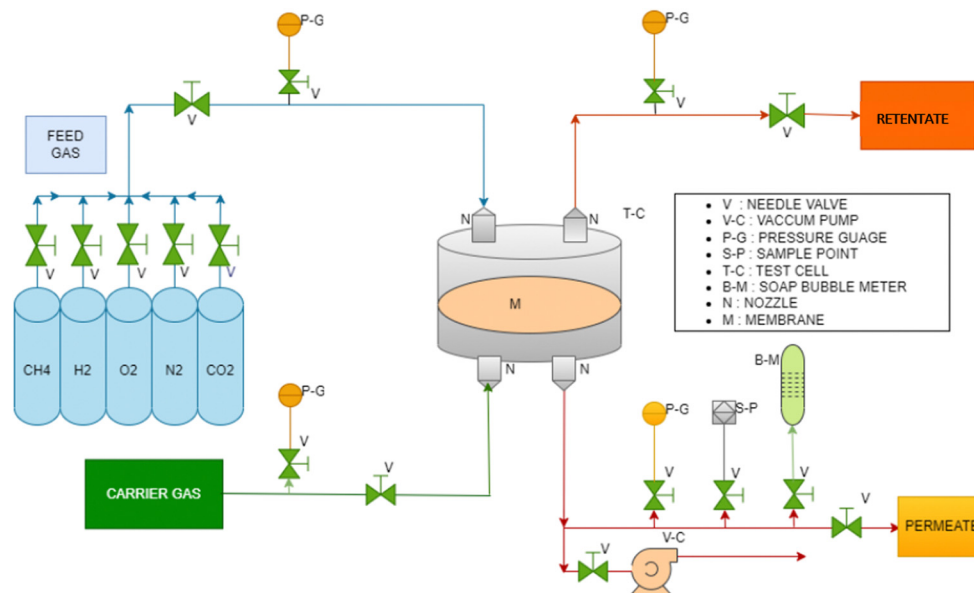 P-G
P-G
V
V
V
V
RETENTATE
FEED
GAS
N
N
T-C
V
V
V
V
V
• V : NEEDLE VALVE
• V-C : VACCUM PUMP
• P-G : PRESSURE GUAGE
• S-P : SAMPLE POINT
• T-C : TEST CELL
• B-M : SOAP BUBBLE METER
• N : NOZZLE
• M : MEMBRANE
M
CH4
H2
O2
N2
CO2
B-M
N
N
P-G
P-G
S-P
V
V
CARRIER GAS
V
V
V
V
PERMEATE
V
V-C